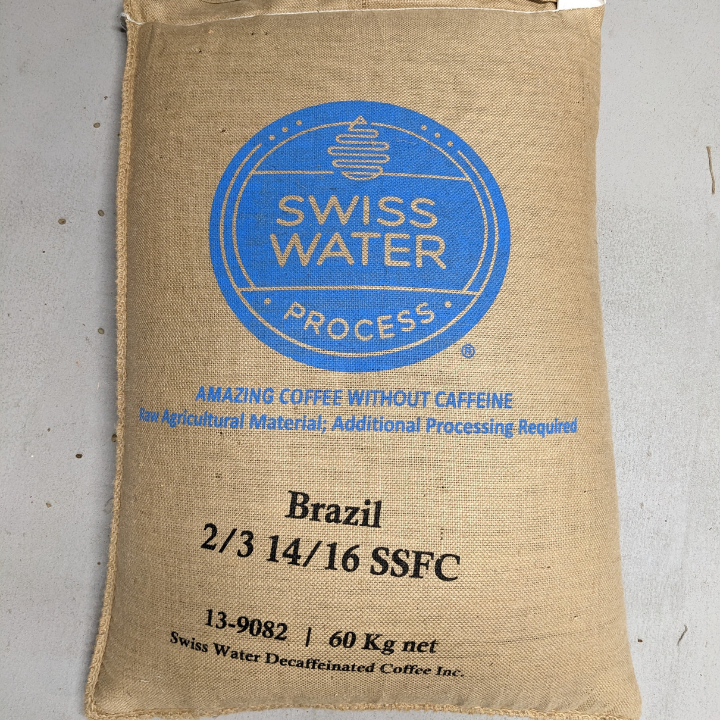 SWISS
WATER
PROCESS
®
AMAZING COFFEE WITHOUT CAFFEINE
Raw Agricultural Material; Additional Processing Required
Brazil
2/3 14/16 SSFC
13-9082 | 60 Kg net
Swiss Water Decaffeinated Coffee Inc.